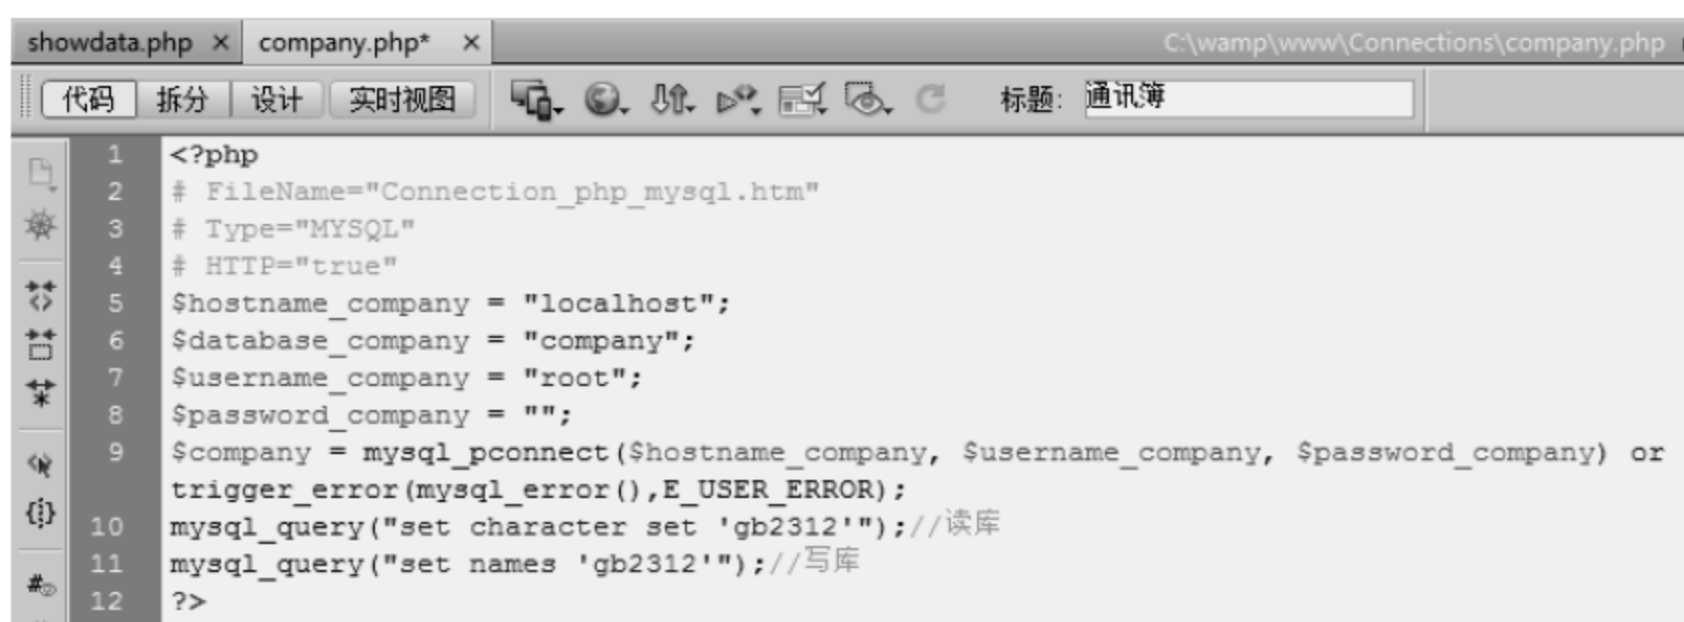 showdata.php × company.php* × C:\wamp\www\Connections\company.php
代码 拆分 设计 实时视图 标题: 通讯簿
1 <?php
2 # FileName="Connection_php_mysql.htm"
3 # Type="MYSQL"
4 # HTTP="true"
5 $hostname_company = "localhost";
6 $database_company = "company";
7 $username_company = "root";
8 $password_company = "";
9 $company = mysql_pconnect($hostname_company, $username_company, $password_company) or
trigger_error(mysql_error(),E_USER_ERROR);
10 mysql_query("set character set 'gb2312'");//读库
11 mysql_query("set names 'gb2312'");//写库
12 ?>